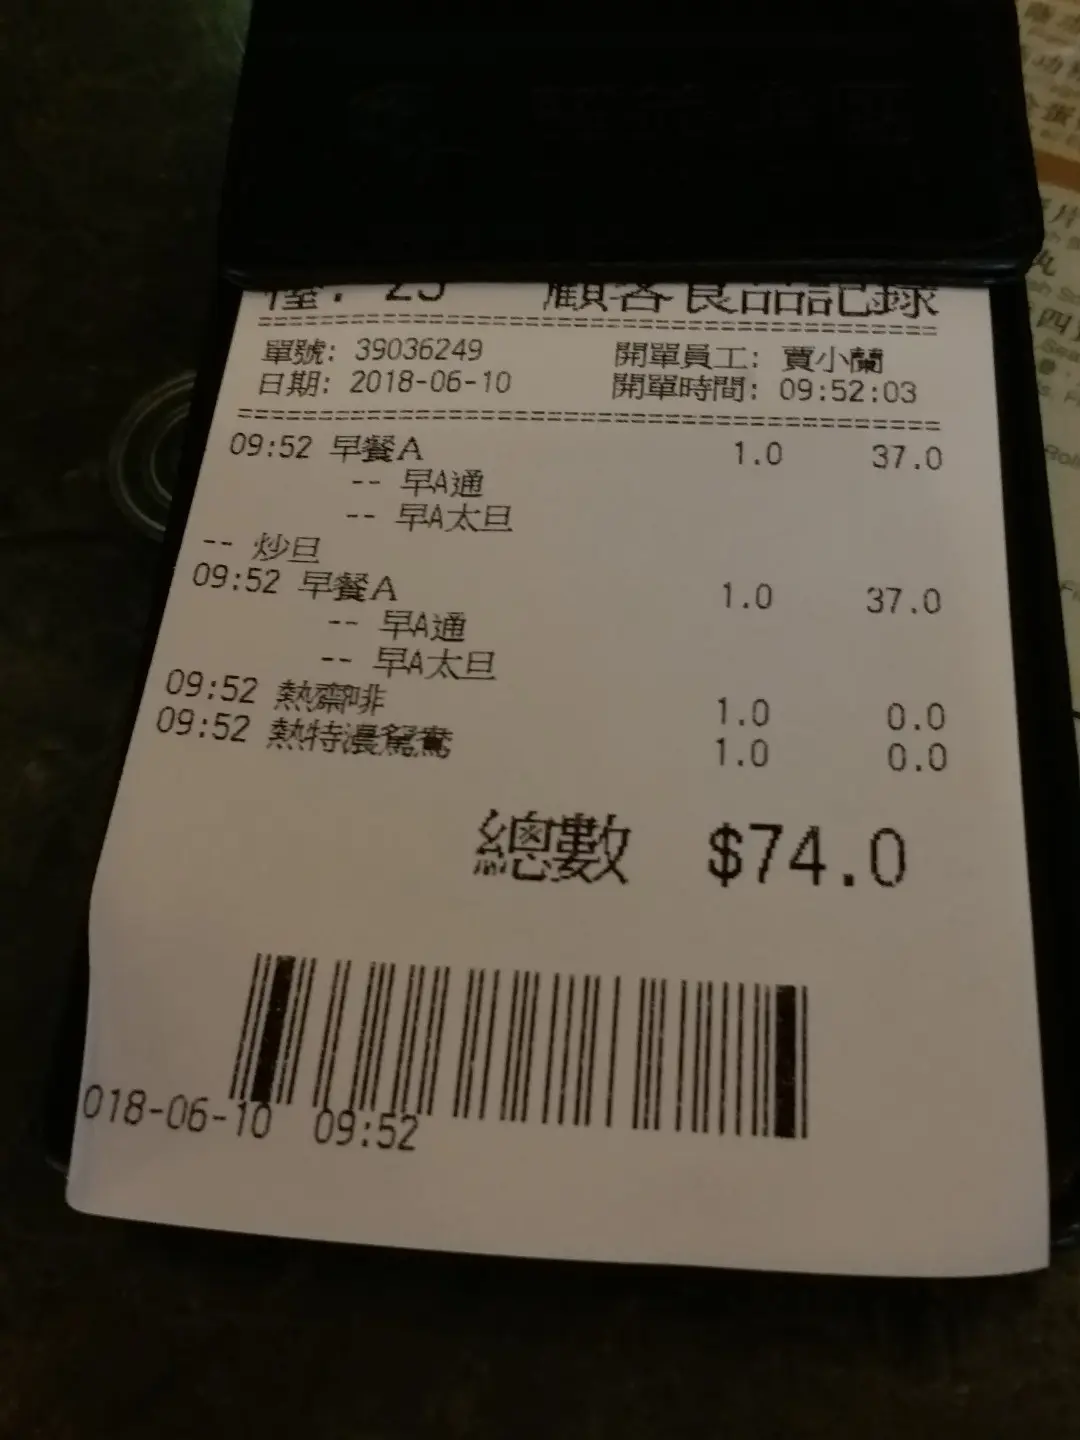 檯: 25 顧客食品記錄
單號: 39036249 開單員工: 賈小蘭
日期: 2018-06-10 開單時間: 09:52:03
09:52 早餐A 1.0 37.0
-- 早A通
-- 早A太旦
-- 炒旦
09:52 早餐A 1.0 37.0
-- 早A通
-- 早A太旦
09:52 熱齋啡 1.0 0.0
09:52 熱特濃鴛鴦 1.0 0.0
總數 $74.0
018-06-10 09:52